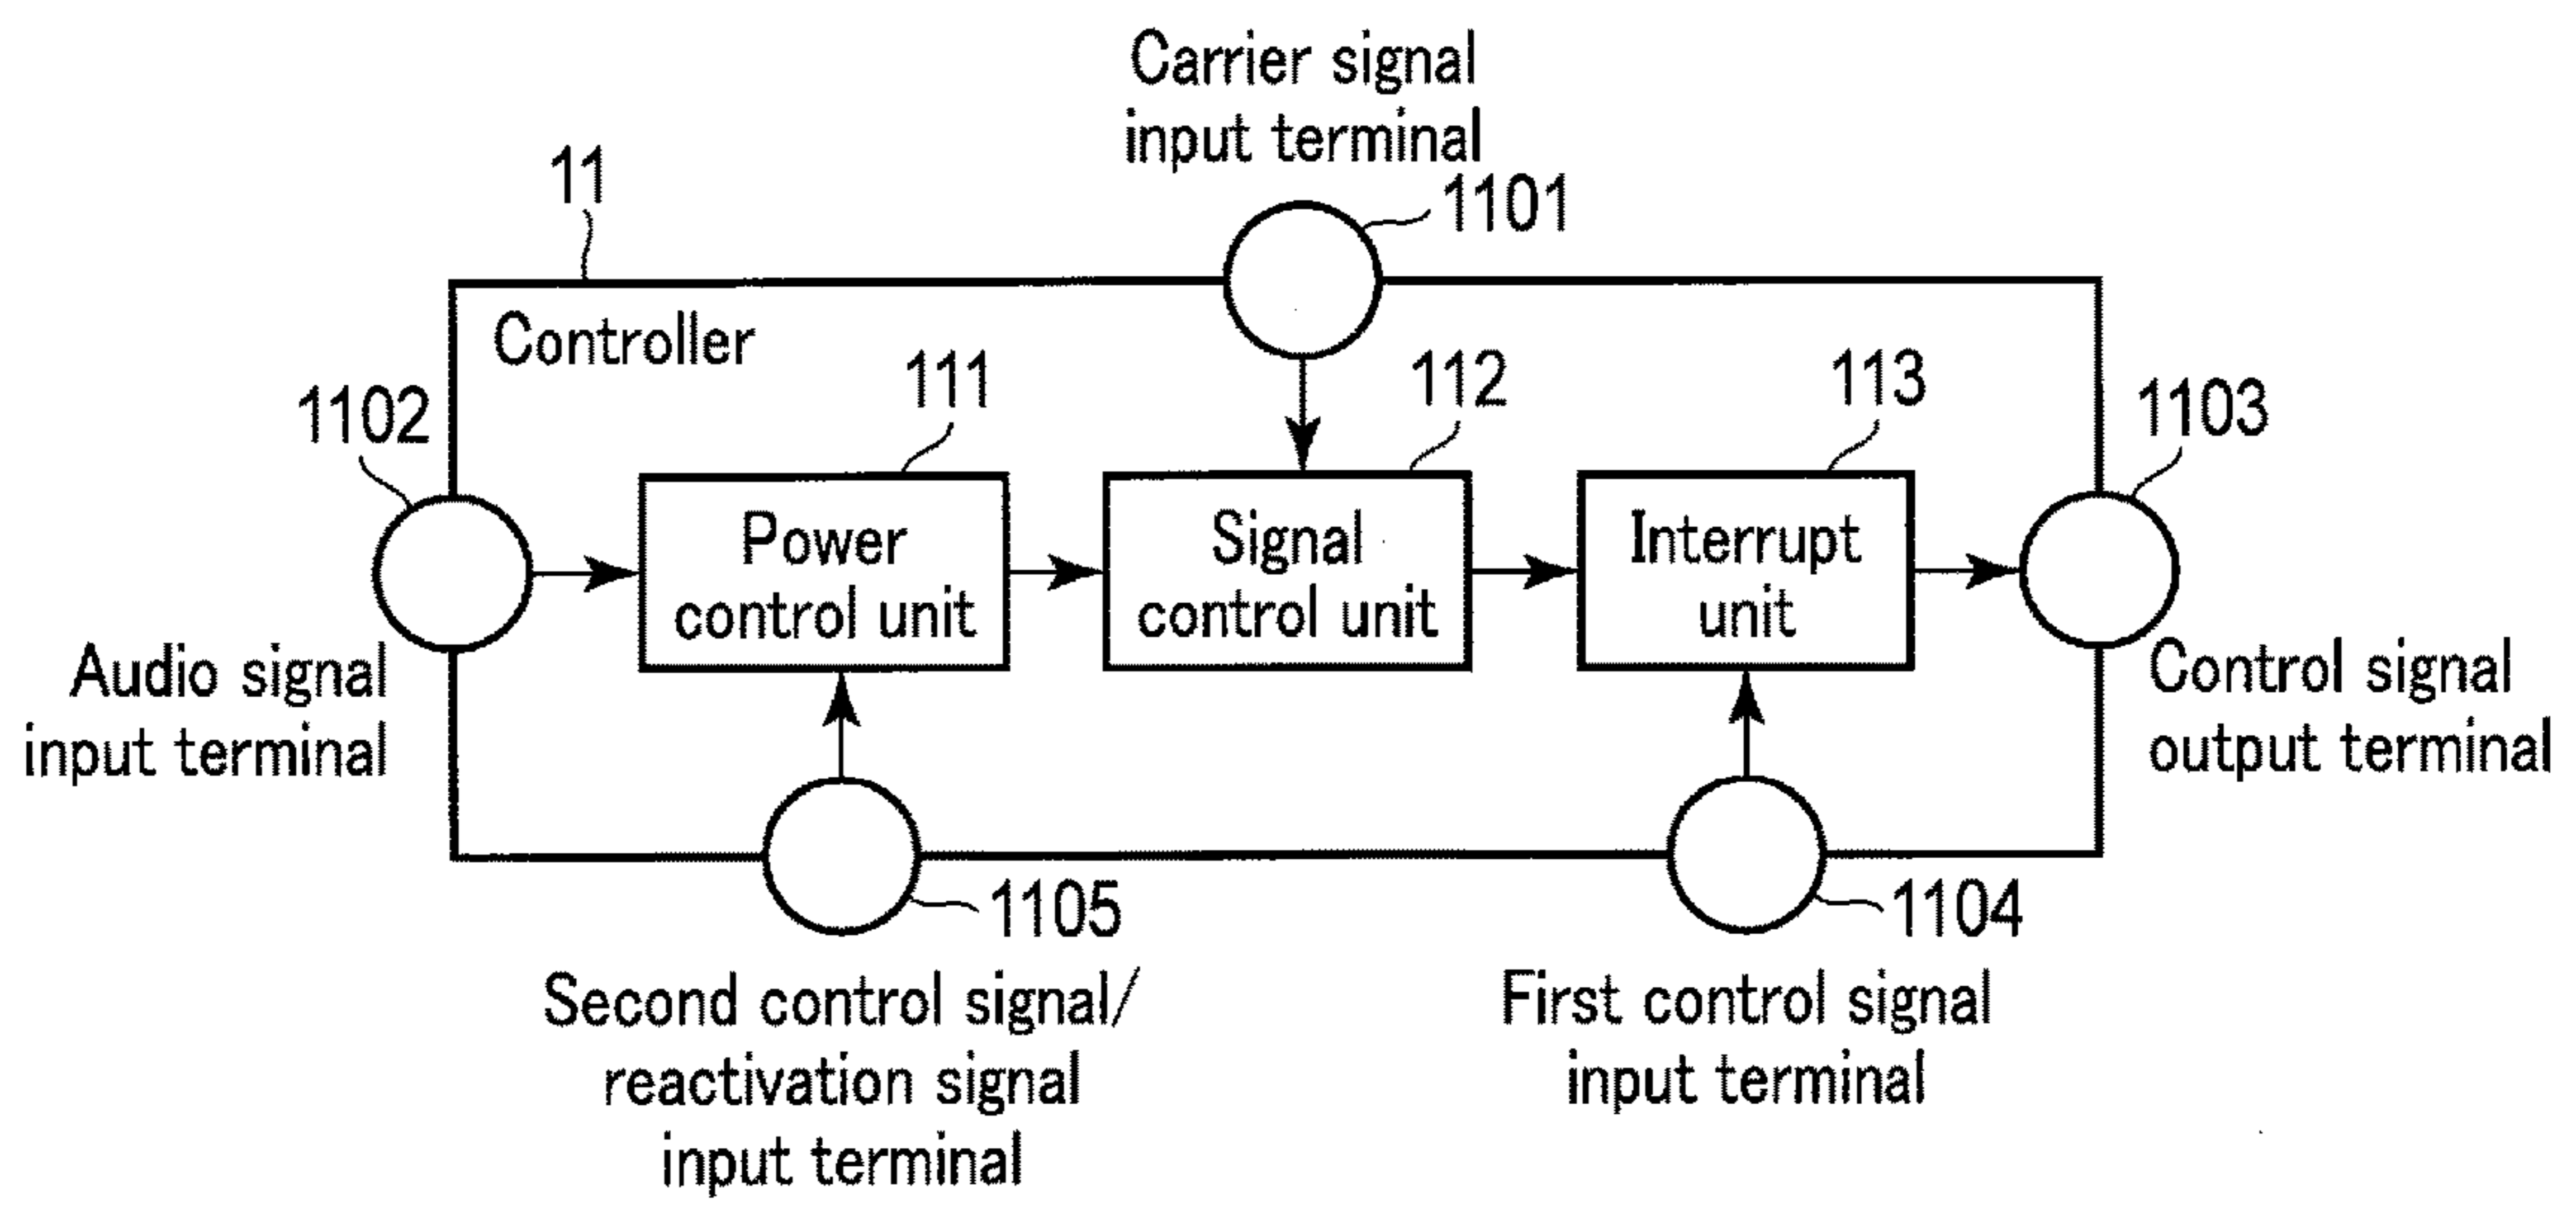 Carrier signal
input terminal
11
1101
Controller
1102
111
112
113
1103
Power
control unit
Signal
control unit
Interrupt
unit
Audio signal
input terminal
Control signal
output terminal
1105
1104
Second control signal/
reactivation signal
input terminal
First control signal
input terminal